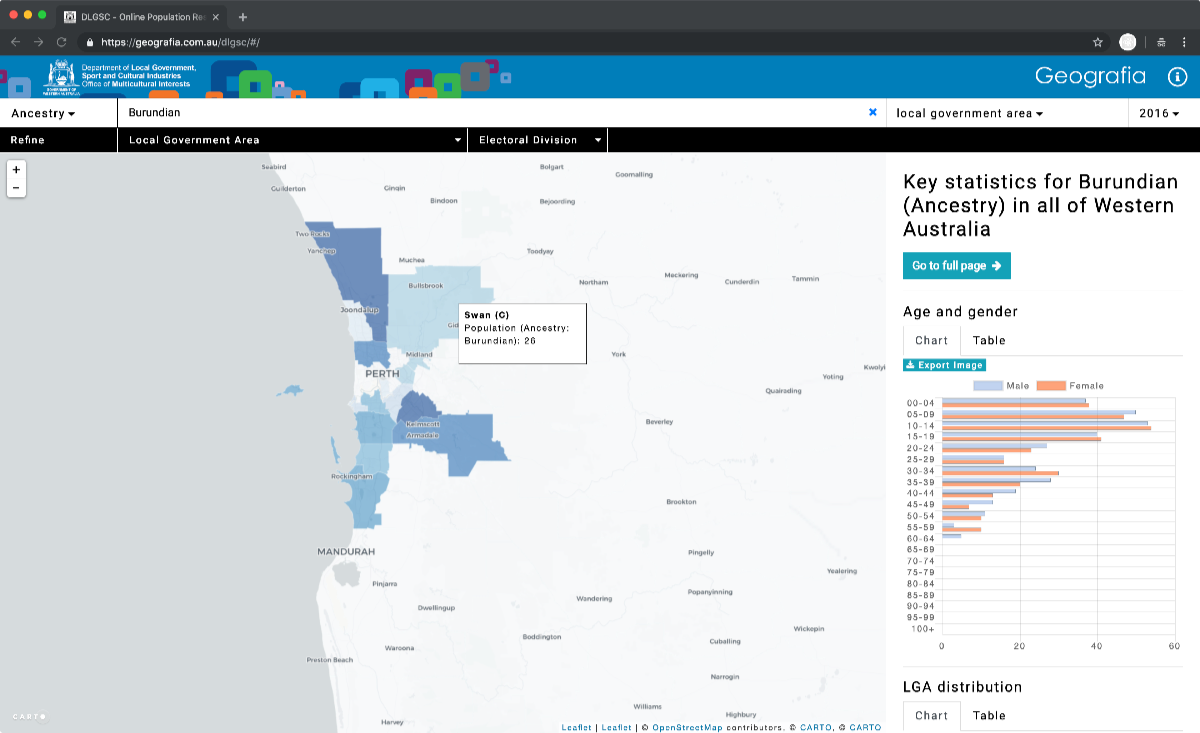 DLGSC - Online Population Re
https://geografia.com.au/dlgsc/#/
GOVERNMENT OF
WESTERN AUSTRALIA
Department of Local Government,
Sport and Cultural Industries
Office of Multicultural Interests
Geografia
Ancestry
Burundian
local government area
2016
Refine
Local Government Area
Electoral Division
+
−
Seabird
Guilderton
Gingin
Bindoon
Bolgart
Goomalling
Bejoording
Two Rocks
Yanchep
Muchea
Toodyay
Bullsbrook
Northam
Meckering
Cunderdin
Tammin
Joondalup
Gid
Swan (C)
Population (Ancestry:
Burundian): 26
Midland
York
PERTH
Kwolyi
Yoting
Quairading
Kelmscott
Armadale
Beverley
Rockingham
Brookton
MANDURAH
Pingelly
Pinjarra
Yealering
Popanyinning
Wandering
Dwellingup
Wickepin
Boddington
Cuballing
Waroona
Preston Beach
Narrogin
Williams
Highbury
Harvey
CARTO
Leaflet | Leaflet | © OpenStreetMap contributors, © CARTO, © CARTO
Key statistics for Burundian
(Ancestry) in all of Western
Australia
Go to full page
Age and gender
Chart
Table
Export Image
Male
Female
00-04
05-09
10-14
15-19
20-24
25-29
30-34
35-39
40-44
45-49
50-54
55-59
60-64
65-69
70-74
75-79
80-84
85-89
90-94
95-99
100+
0
20
40
60
LGA distribution
Chart
Table